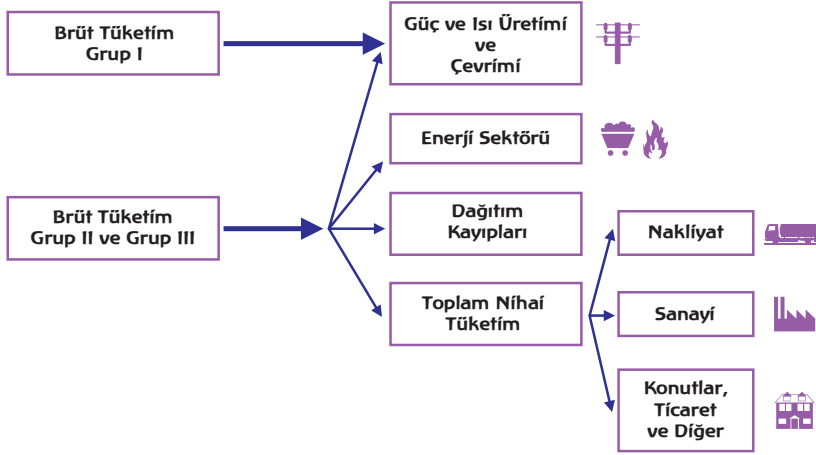 Brüt Tüketim
Grup I
Güç ve Isı Üretimi
ve
Çevrimi
Enerji Sektörü
Brüt Tüketim
Grup II ve Grup III
Dağıtım
Kayıpları
Toplam Nihai
Tüketim
Nakliyat
Sanayi
Konutlar,
Ticaret
ve Diğer